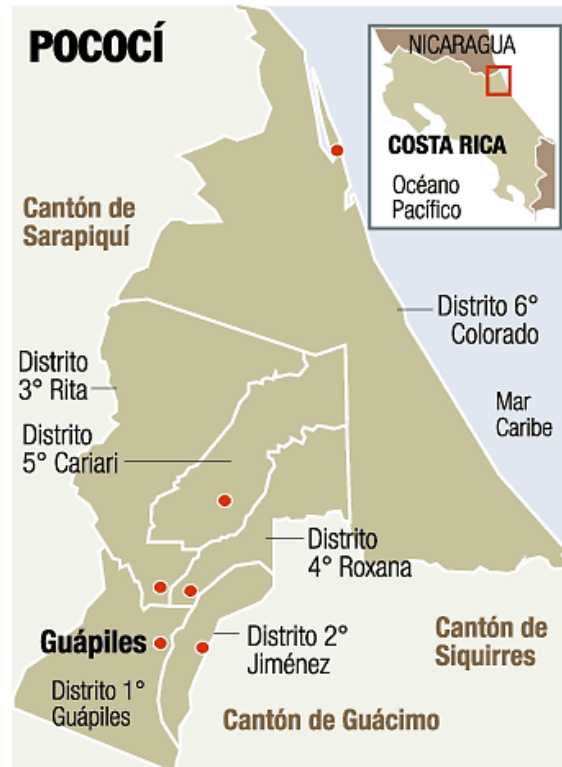 POCOCÍ
NICARAGUA
COSTA RICA
Océano
Pacífico
Cantón de
Sarapiquí
Distrito 6°
Colorado
Distrito
3° Rita
Mar
Caribe
Distrito
5° Cariari
Distrito
4° Roxana
Guápiles
Distrito 2°
Jiménez
Cantón de
Siquirres
Distrito 1°
Guápiles
Cantón de Guácimo